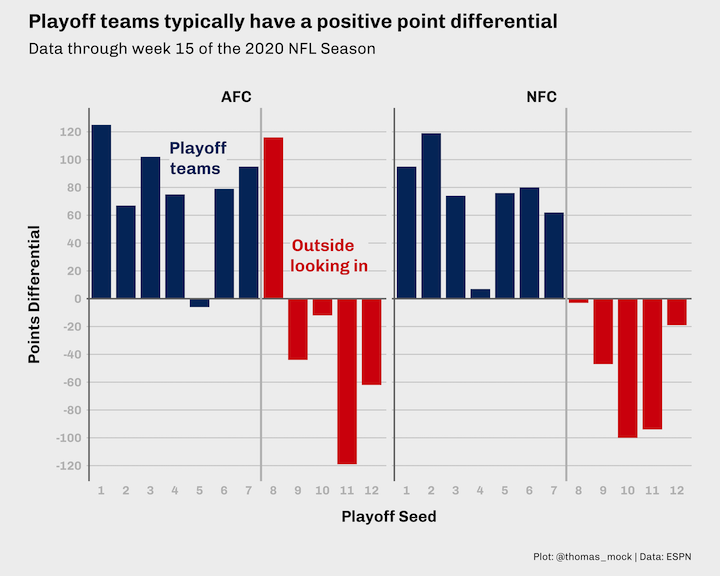 Playoff teams typically have a positive point differential
Data through week 15 of the 2020 NFL Season
AFC
NFC
Points Differential
120
100
80
60
40
20
0
-20
-40
-60
-80
-100
-120
Playoff
teams
Outside
looking in
1 2 3 4 5 6 7 8 9 10 11 12
1 2 3 4 5 6 7 8 9 10 11 12
Playoff Seed
Plot: @thomas_mock | Data: ESPN